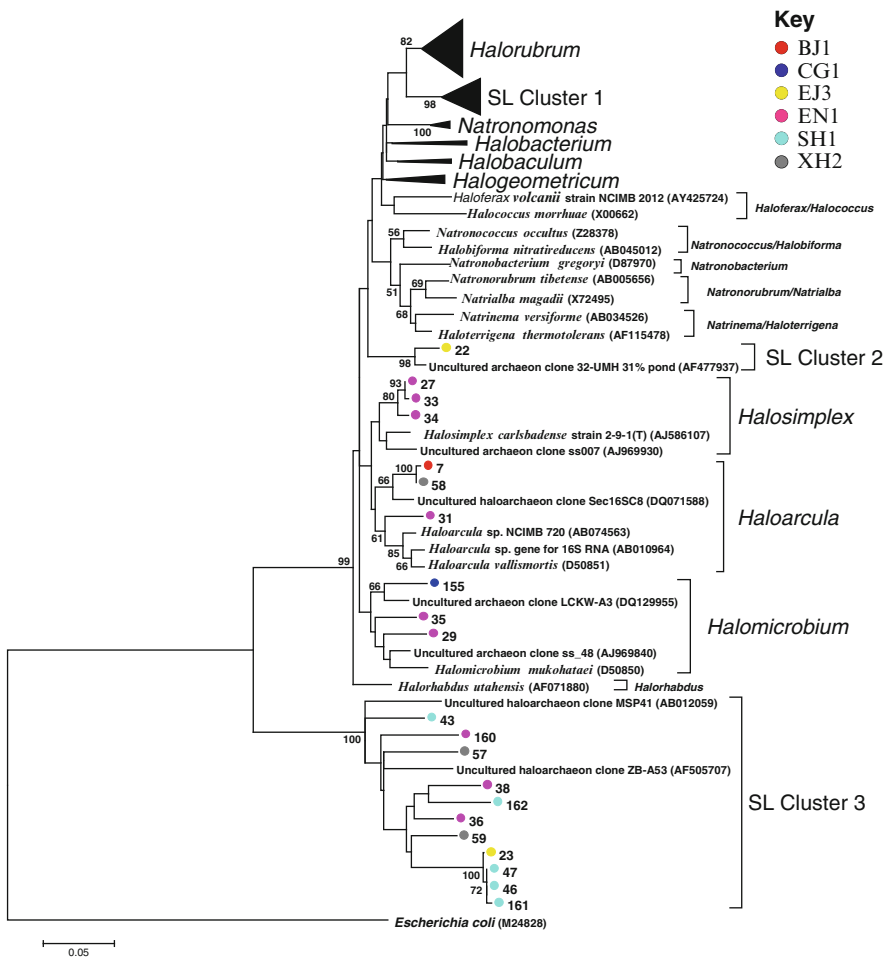 Key
BJ1
CG1
EJ3
EN1
SH1
XH2
82
Halorubrum
98
SL Cluster 1
100
Natronomonas
Halobacterium
Halobaculum
Halogeometricum
Haloferax volcanii strain NCIMB 2012 (AY425724)
Halococcus morrhuae (X00662)
Haloferax/Halococcus
56
Natronococcus occultus (Z28378)
Halobiforma nitratireducens (AB045012)
Natronococcus/Halobiforma
Natronobacterium gregoryi (D87970)
Natronobacterium
51
69
Natronorubrum tibetense (AB005656)
Natrialba magadii (X72495)
Natronorubrum/Natrialba
68
Natrinema versiforme (AB034526)
Haloterrigena thermotolerans (AF115478)
Natrinema/Haloterrigena
22
98
Uncultured archaeon clone 32-UMH 31% pond (AF477937)
SL Cluster 2
93
27
80
33
34
Halosimplex carlsbadense strain 2-9-1(T) (AJ586107)
Uncultured archaeon clone ss007 (AJ969930)
Halosimplex
100
7
66
58
Uncultured haloarchaeon clone Sec16SC8 (DQ071588)
31
61
Haloarcula sp. NCIMB 720 (AB074563)
85
Haloarcula sp. gene for 16S RNA (AB010964)
66
Haloarcula vallismortis (D50851)
Haloarcula
99
66
155
Uncultured archaeon clone LCKW-A3 (DQ129955)
35
29
Uncultured archaeon clone ss_48 (AJ969840)
Halomicrobium mukohataei (D50850)
Halomicrobium
Halorhabdus utahensis (AF071880)
Halorhabdus
Uncultured haloarchaeon clone MSP41 (AB012059)
43
100
160
57
Uncultured haloarchaeon clone ZB-A53 (AF505707)
38
162
36
59
23
100
47
72
46
161
SL Cluster 3
Escherichia coli (M24828)
0.05